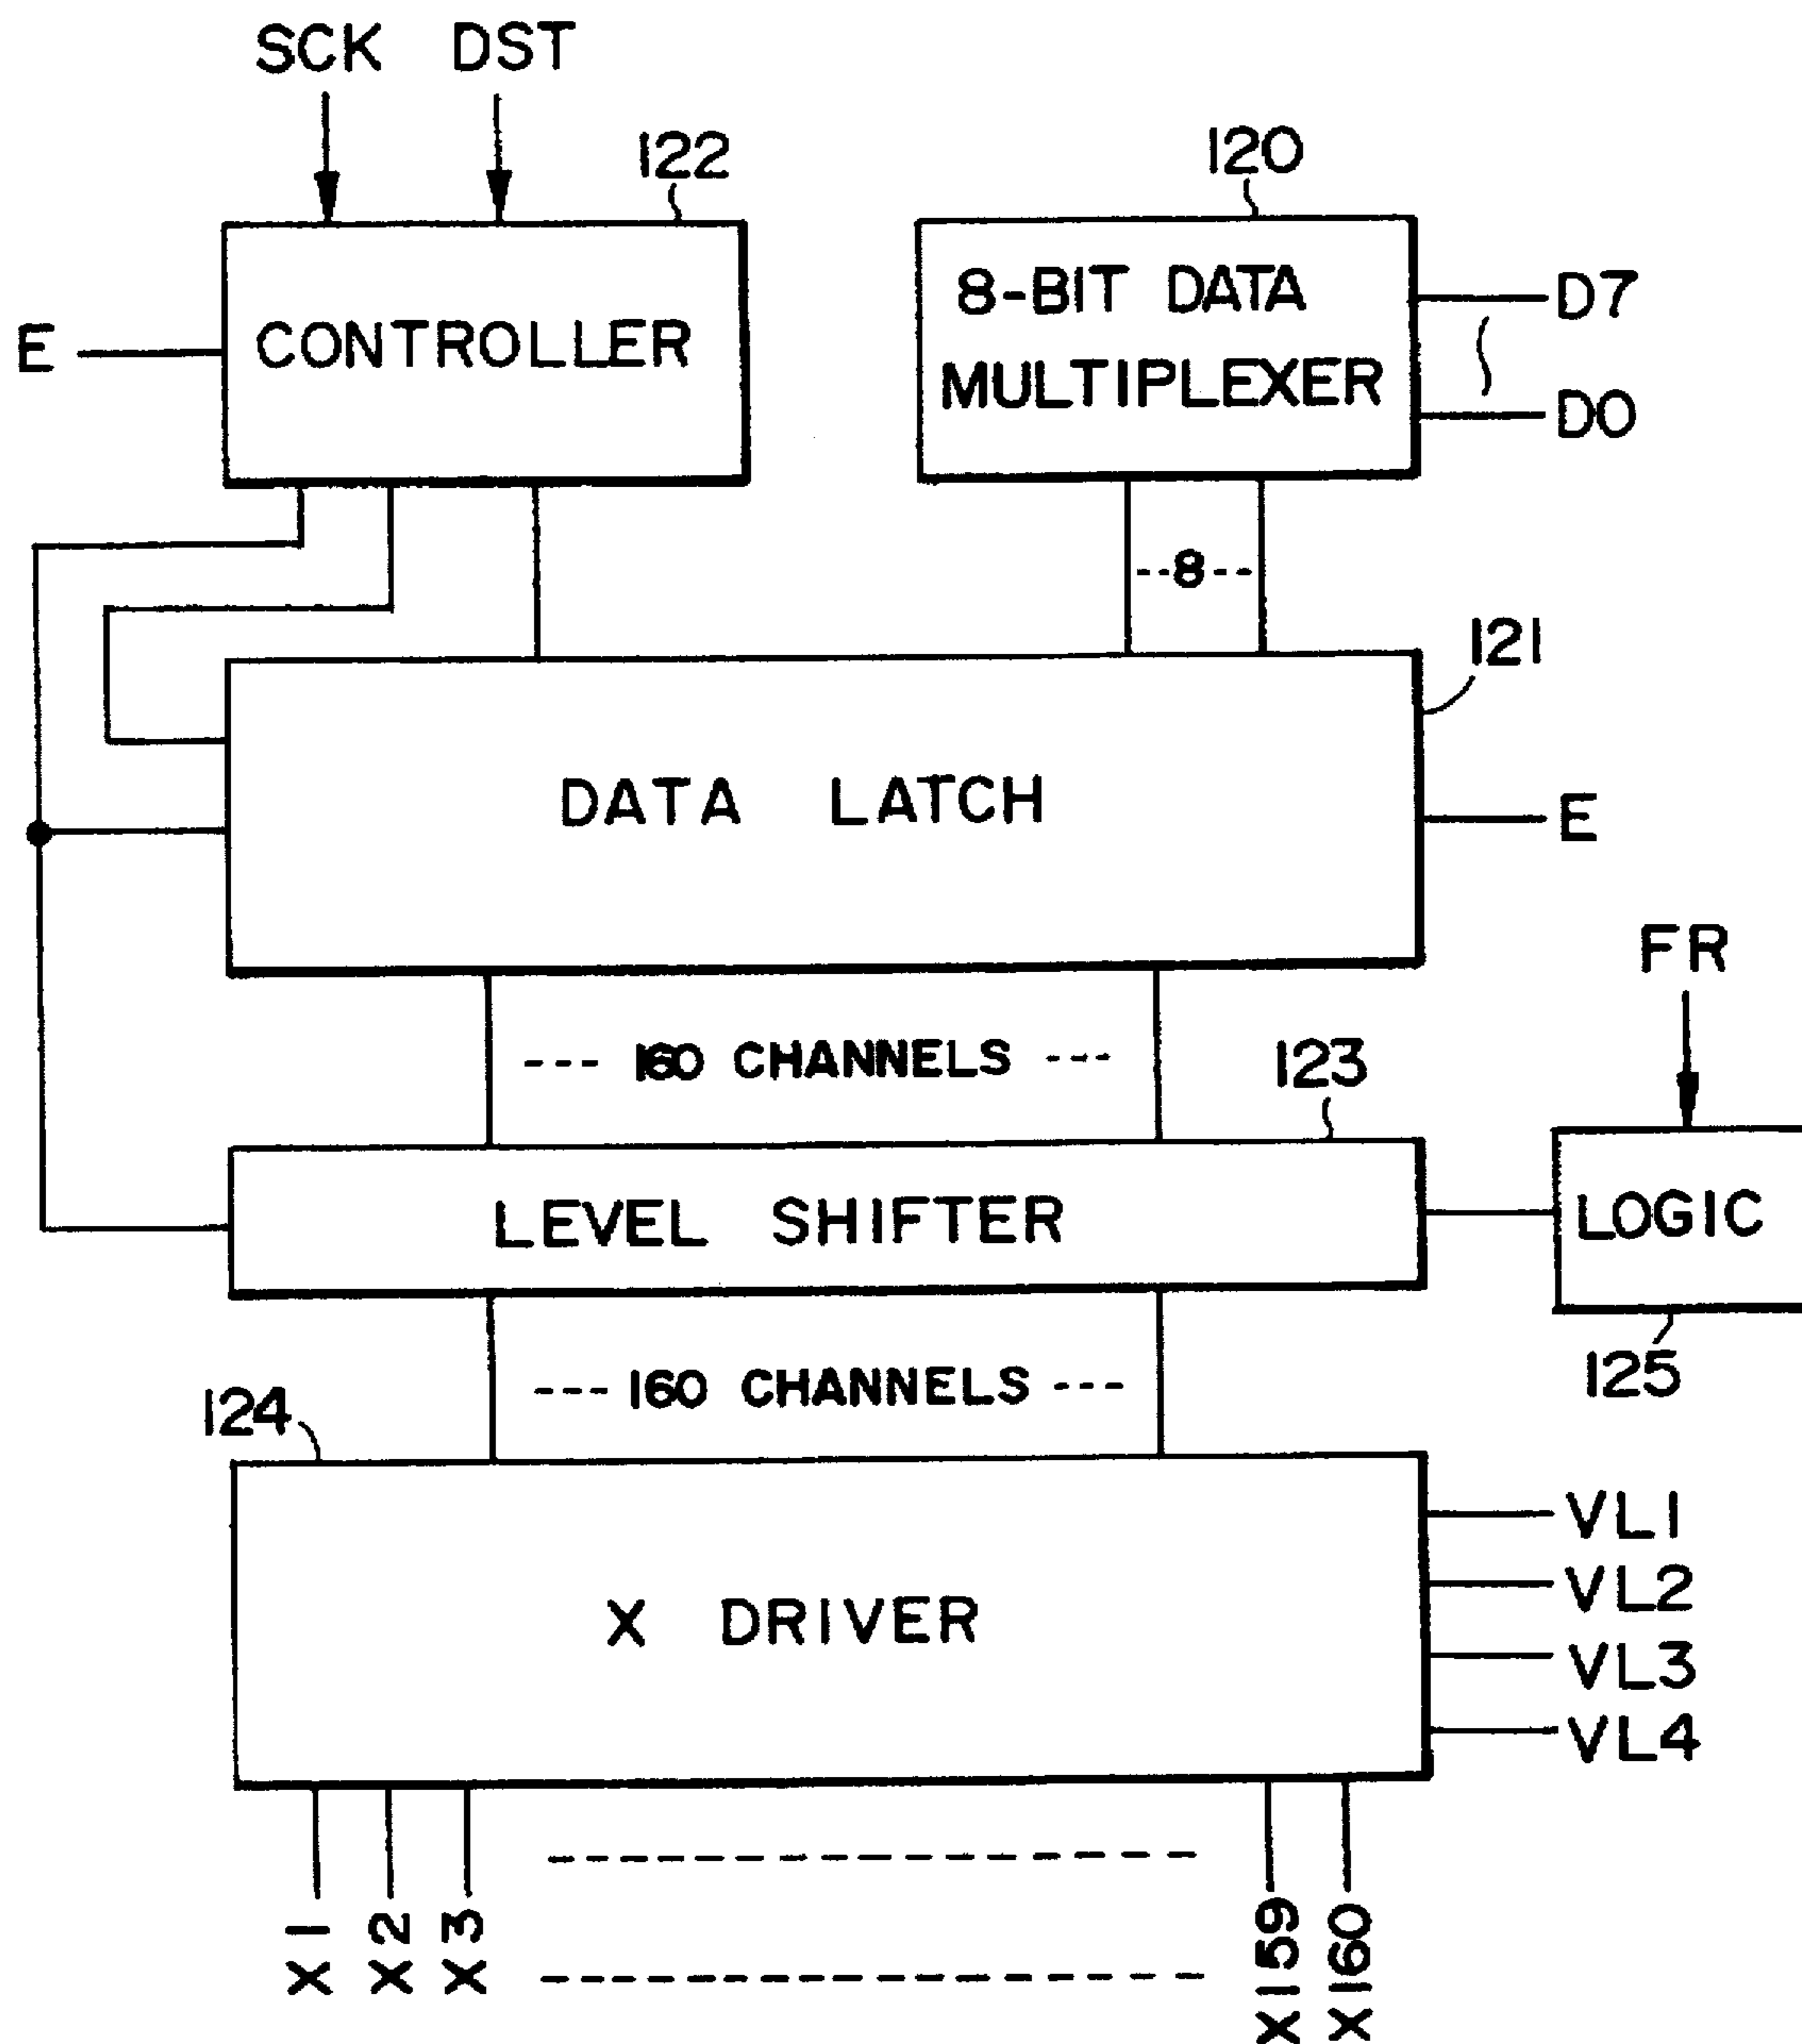 SCK DST
122
120
E
CONTROLLER
8-BIT DATA
MULTIPLEXER
D7
D0
8
121
DATA LATCH
E
FR
160 CHANNELS
123
LEVEL SHIFTER
LOGIC
125
160 CHANNELS
124
X DRIVER
VL1
VL2
VL3
VL4
X1
X2
X3
X159
X160